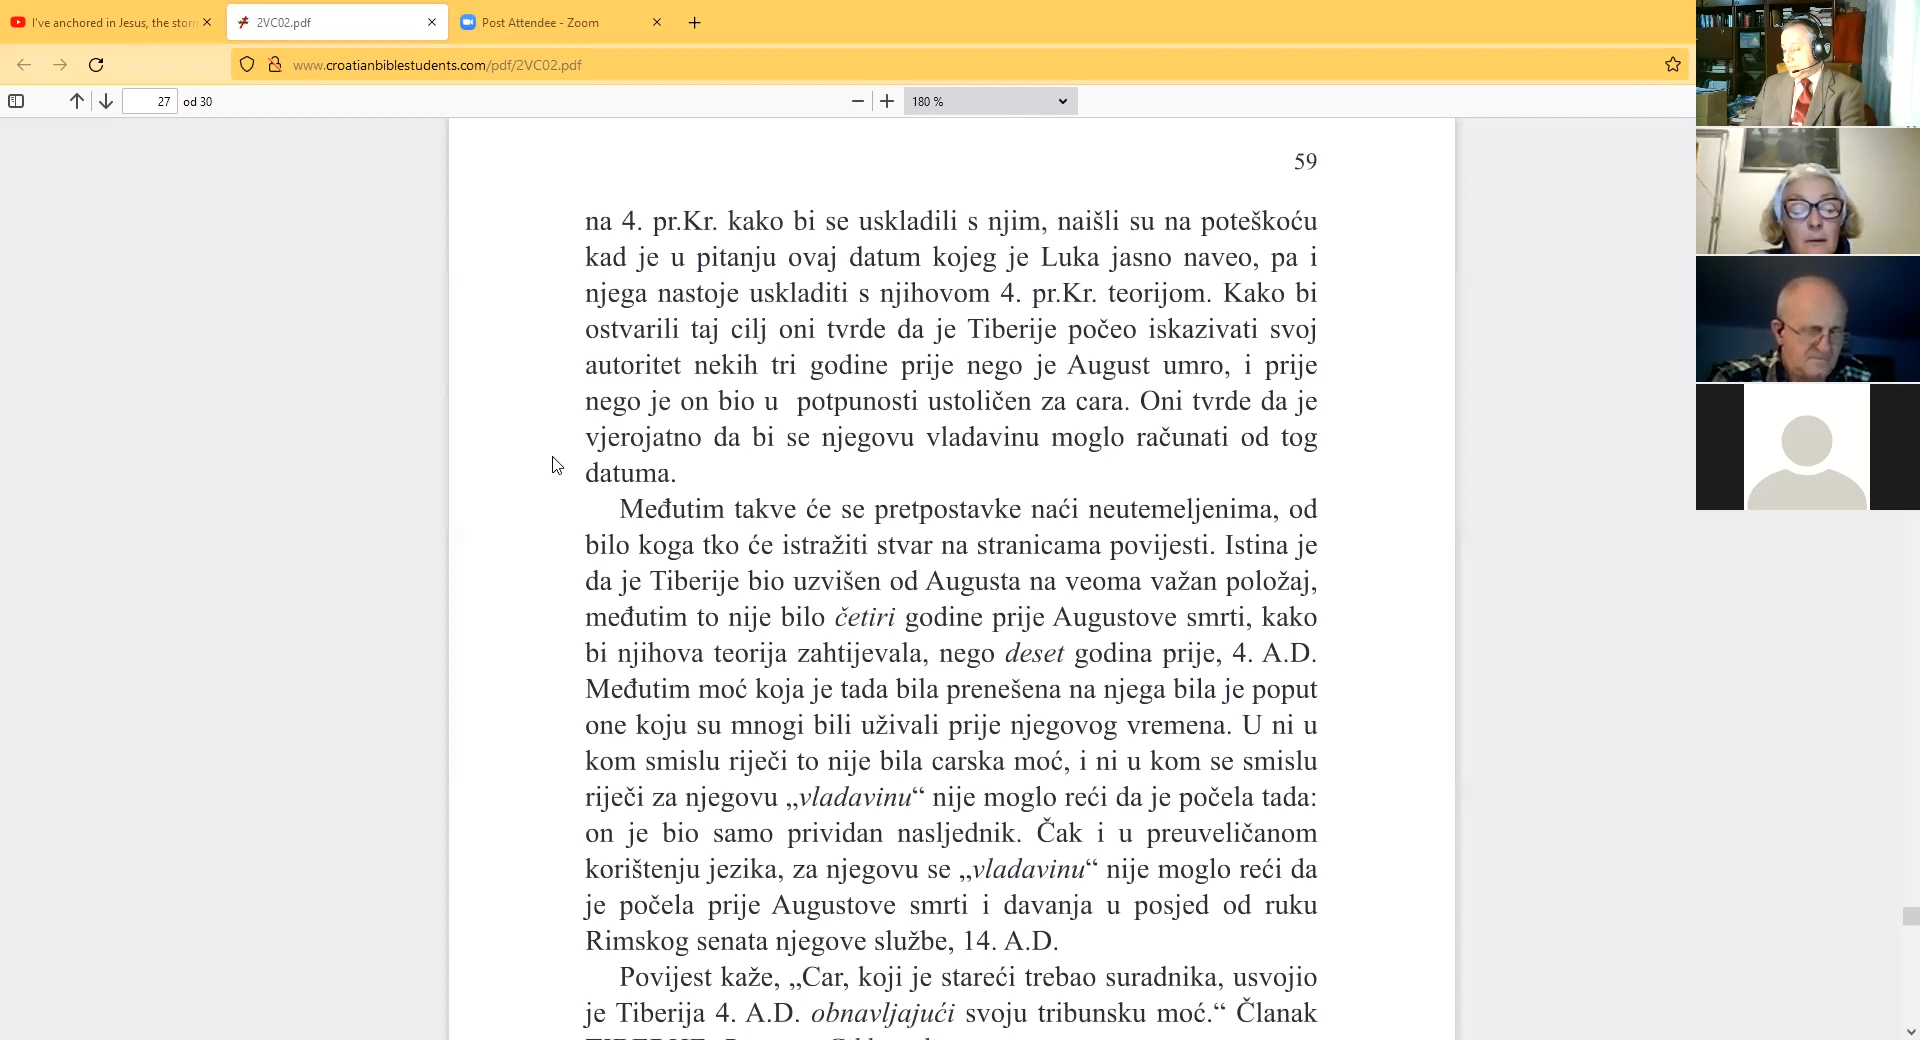 I've anchored in Jesus, the storm
2VC02.pdf
Post Attendee - Zoom
www.croatianbiblestudents.com/pdf/2VC02.pdf
27 od 30
180 %
59
na 4. pr.Kr. kako bi se uskladili s njim, naišli su na poteškoću
kad je u pitanju ovaj datum kojeg je Luka jasno naveo, pa i
njega nastoje uskladiti s njihovom 4. pr.Kr. teorijom. Kako bi
ostvarili taj cilj oni tvrde da je Tiberije počeo iskazivati svoj
autoritet nekih tri godine prije nego je August umro, i prije
nego je on bio u potpunosti ustoličen za cara. Oni tvrde da je
vjerojatno da bi se njegovu vladavinu moglo računati od tog
datuma.
Međutim takve će se pretpostavke naći neutemeljenima, od
bilo koga tko će istražiti stvar na stranicama povijesti. Istina je
da je Tiberije bio uzvišen od Augusta na veoma važan položaj,
međutim to nije bilo četiri godine prije Augustove smrti, kako
bi njihova teorija zahtijevala, nego deset godina prije, 4. A.D.
Međutim moć koja je tada bila prenešena na njega bila je poput
one koju su mnogi bili uživali prije njegovog vremena. U ni u
kom smislu riječi to nije bila carska moć, i ni u kom se smislu
riječi za njegovu „vladavinu“ nije moglo reći da je počela tada:
on je bio samo prividan nasljednik. Čak i u preuveličanom
korištenju jezika, za njegovu se „vladavinu“ nije moglo reći da
je počela prije Augustove smrti i davanja u posjed od ruku
Rimskog senata njegove službe, 14. A.D.
Povijest kaže, „Car, koji je stareći trebao suradnika, usvojio
je Tiberija 4. A.D. obnavljajući svoju tribunsku moć.“ Članak